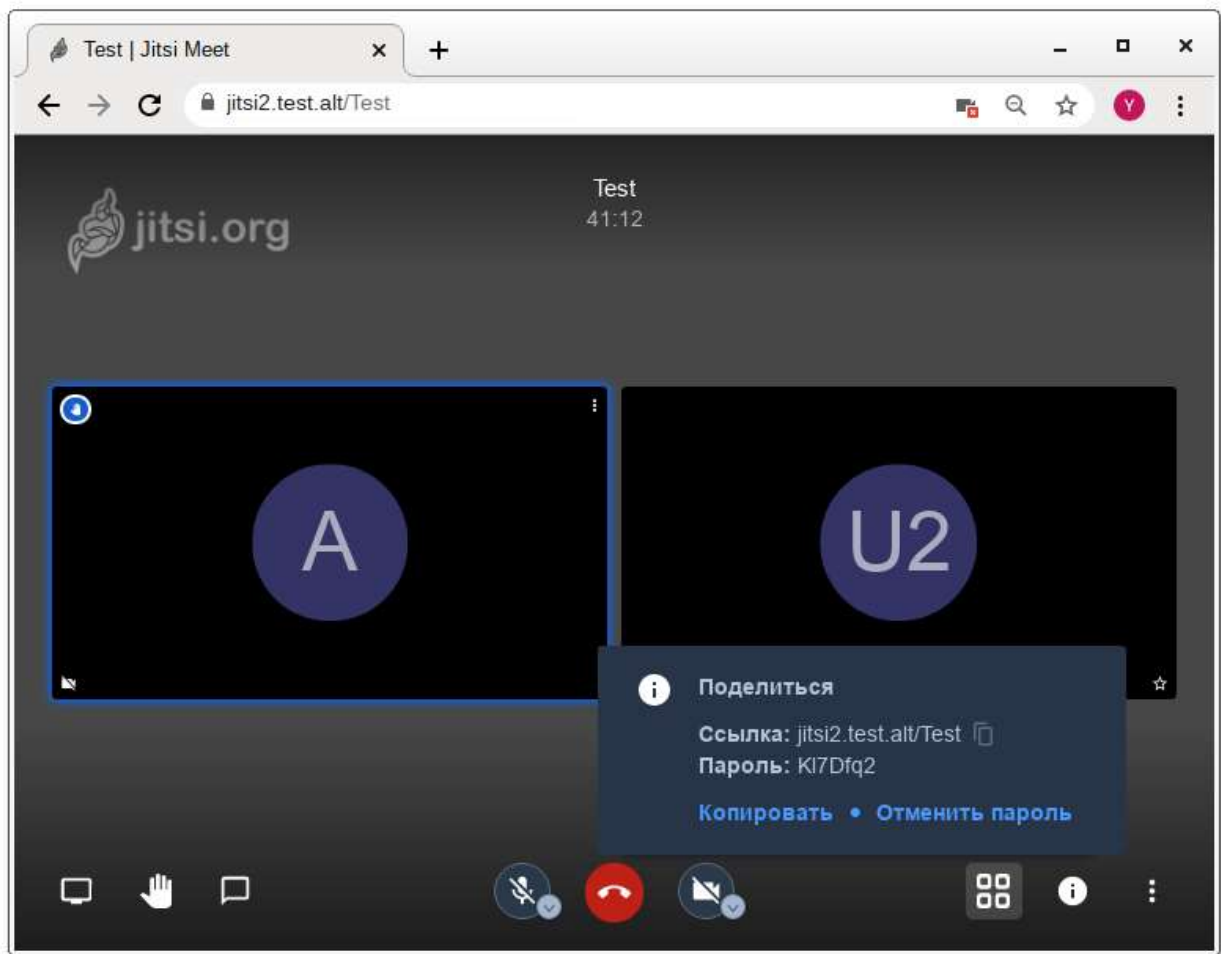 Test | Jitsi Meet
jitsi2.test.alt/Test
Y
jitsi.org
Test
41:12
A
U2
Поделиться
Ссылка: jitsi2.test.alt/Test
Пароль: Kl7Dfq2
Копировать • Отменить пароль